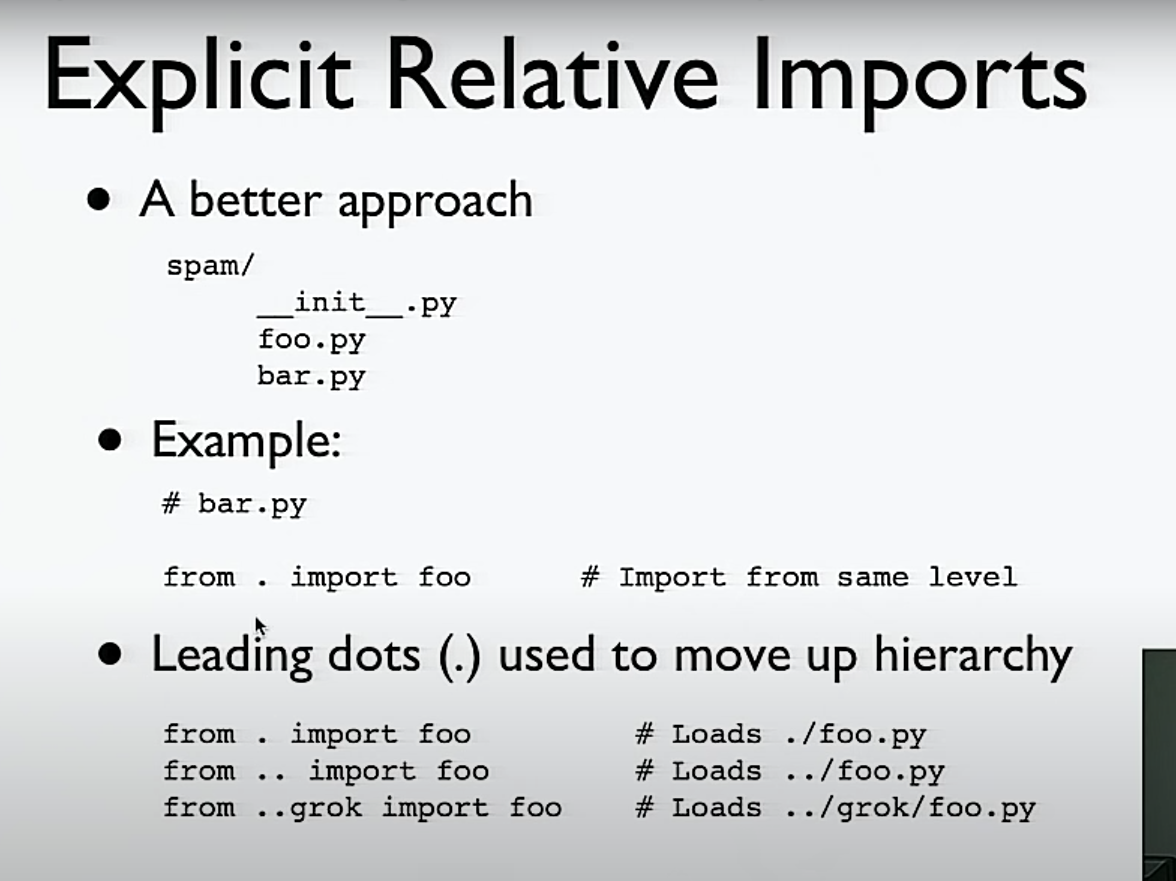 Explicit Relative Imports
• A better approach
spam/
__init__.py
foo.py
bar.py
• Example:
# bar.py
from . import foo # Import from same level
• Leading dots (.) used to move up hierarchy
from . import foo # Loads ./foo.py
from .. import foo # Loads ../foo.py
from ..grok import foo # Loads ../grok/foo.py